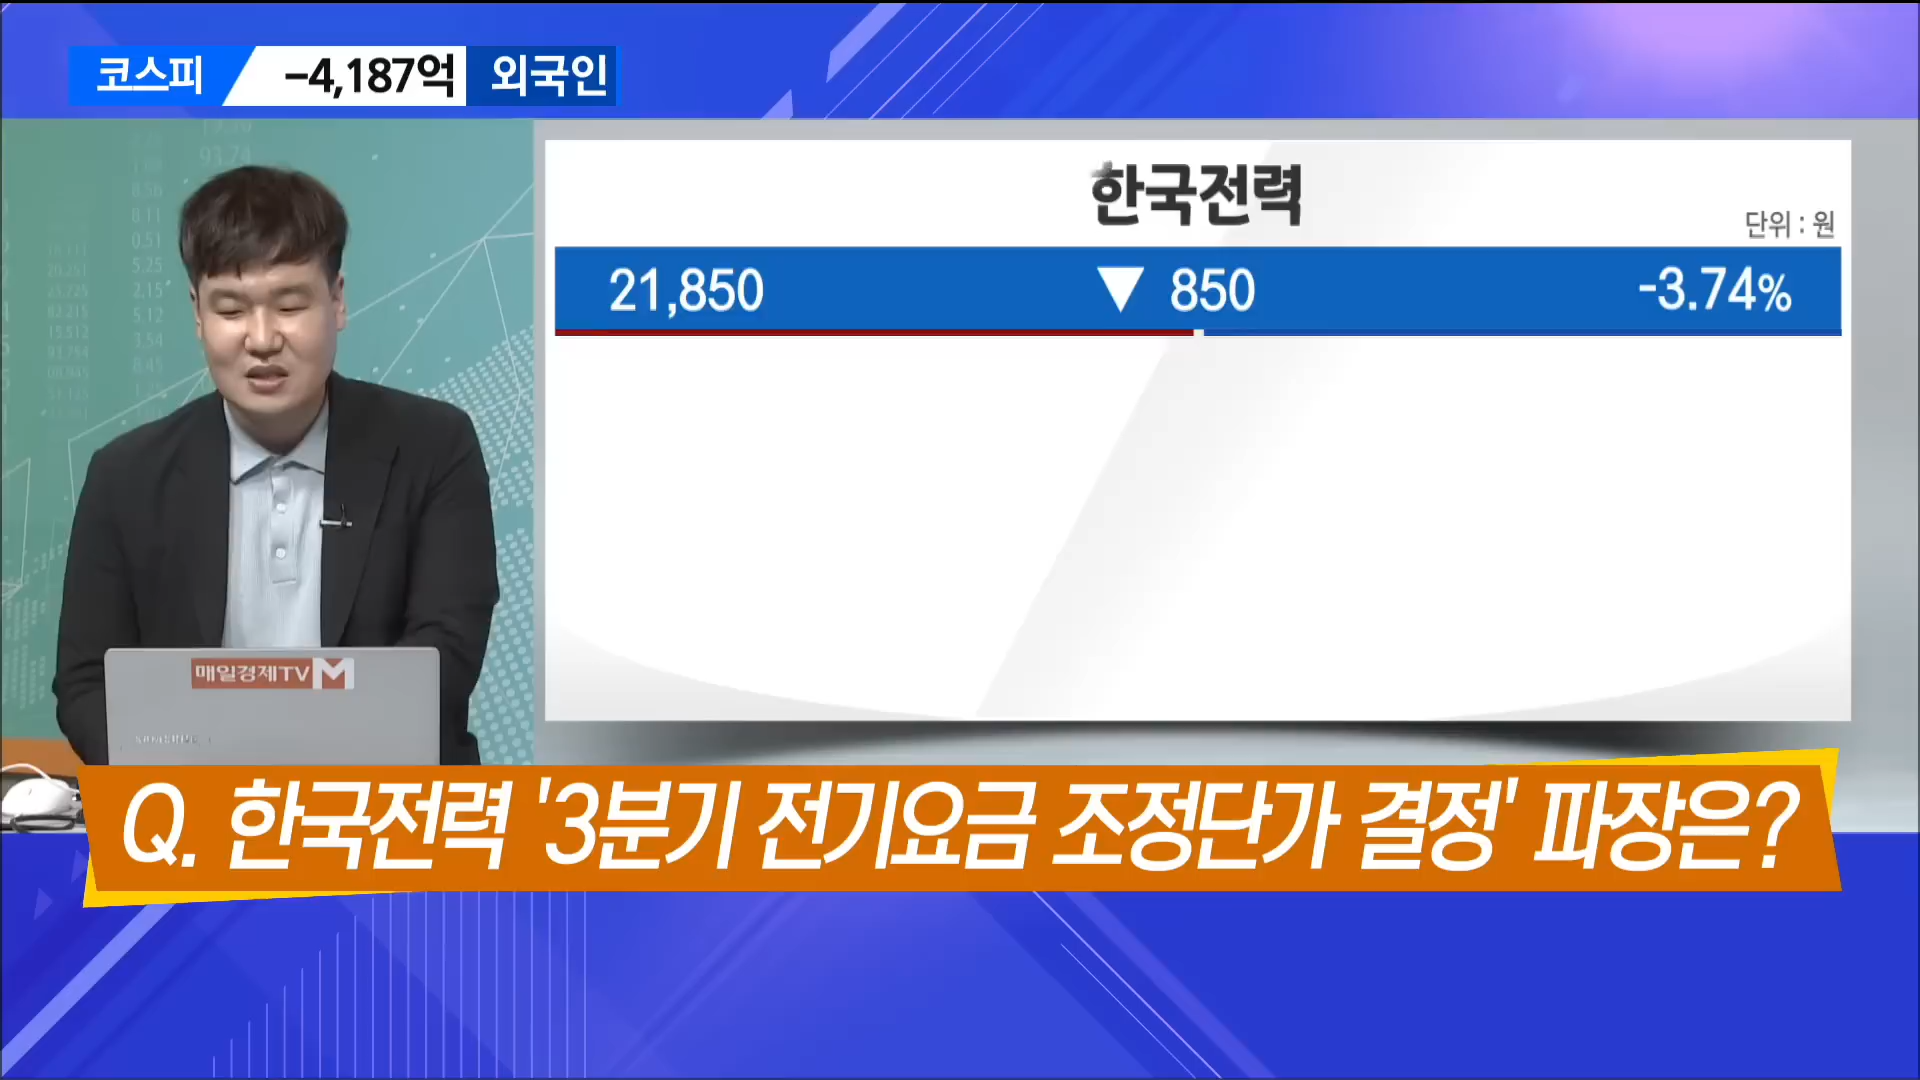 코스피 -4,187억 외국인
한국전력
단위 : 원
21,850 ▼ 850 -3.74%
매일경제TV M
Q. 한국전력 '3분기 전기요금 조정단가 결정' 파장은?